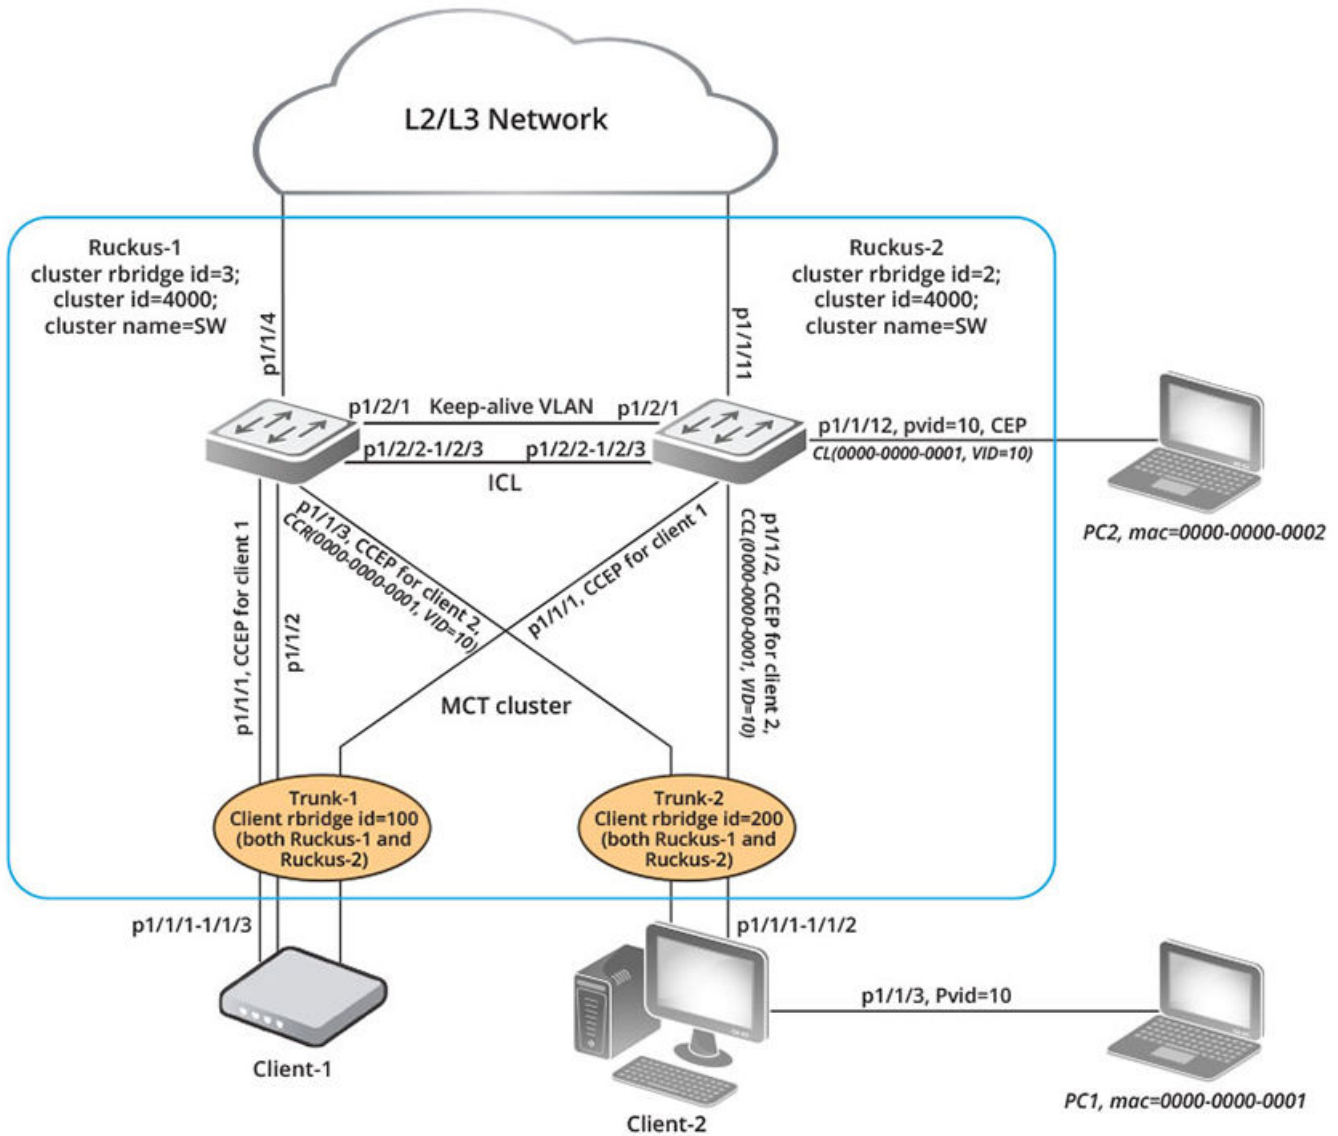 L2/L3 Network
Ruckus-1
cluster rbridge id=3;
cluster id=4000;
cluster name=SW
Ruckus-2
cluster rbridge id=2;
cluster id=4000;
cluster name=SW
p1/1/4
p1/1/11
p1/2/1
Keep-alive VLAN
p1/2/1
p1/2/2-1/2/3
p1/2/2-1/2/3
ICL
p1/1/12, pvid=10, CEP
CL(0000-0000-0001, VID=10)
PC2, mac=0000-0000-0002
p1/1/1, CCEP for client 1
p1/1/2
p1/1/3, CCEP for client 2,
CCR(0000-0000-0001, VID=10)
p1/1/1, CCEP for client 1
p1/1/2, CCEP for client 2,
CCL(0000-0000-0001, VID=10)
MCT cluster
Trunk-1
Client rbridge id=100
(both Ruckus-1 and
Ruckus-2)
Trunk-2
Client rbridge id=200
(both Ruckus-1 and
Ruckus-2)
p1/1/1-1/1/3
p1/1/1-1/1/2
p1/1/3, Pvid=10
Client-1
Client-2
PC1, mac=0000-0000-0001